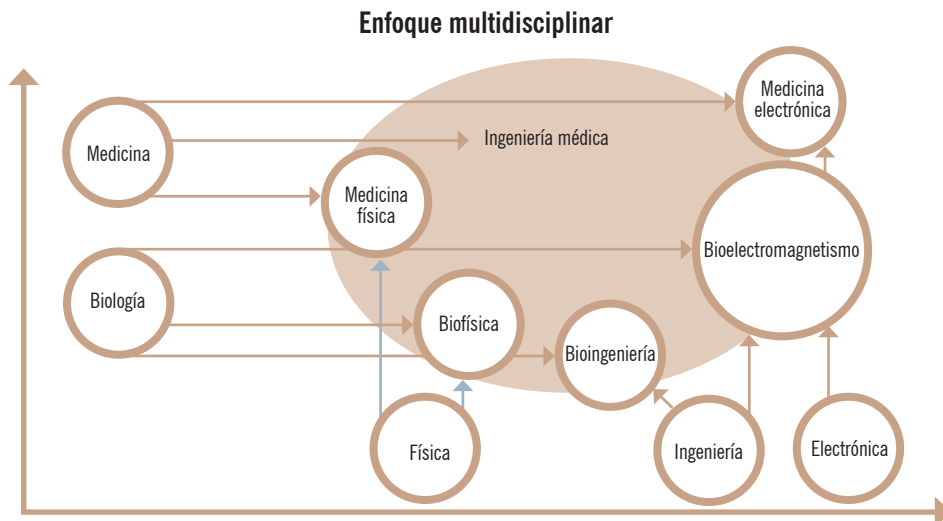 Enfoque multidisciplinar
Medicina
electrónica
Ingeniería médica
Medicina
Medicina
física
Bioelectromagnetismo
Biología
Biofísica
Bioingeniería
Física
Ingeniería
Electrónica